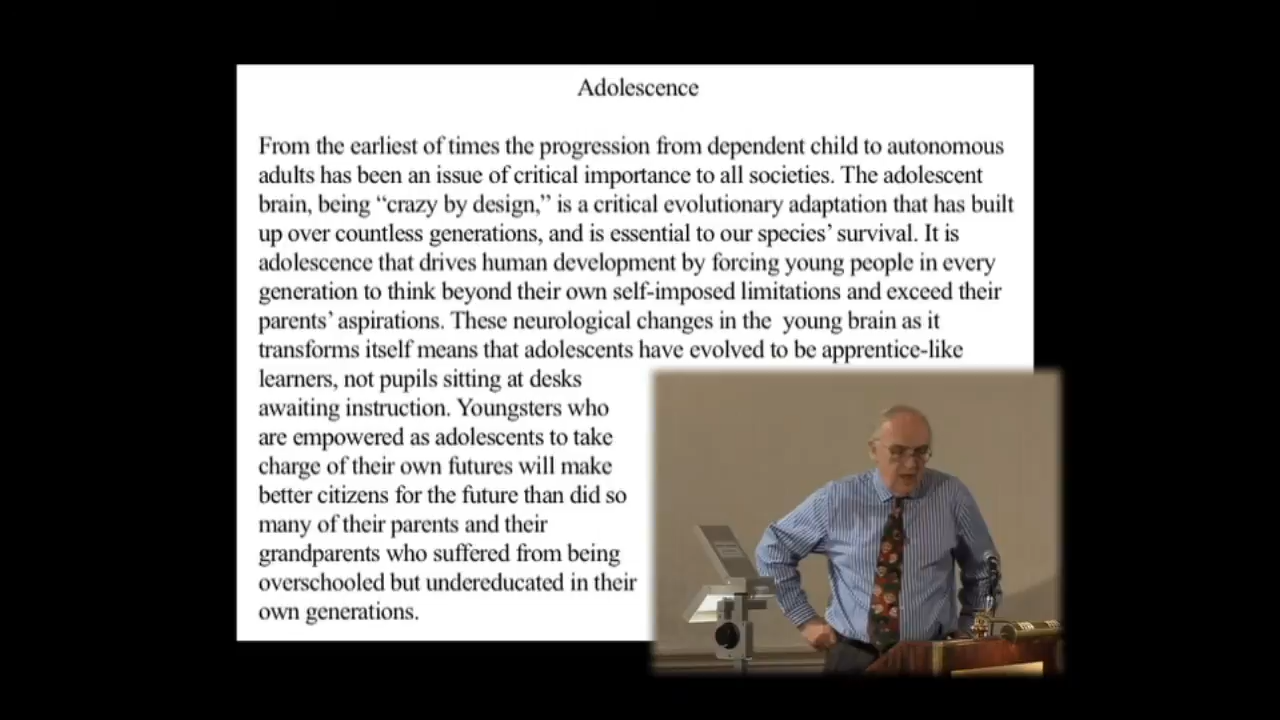 Adolescence
From the earliest of times the progression from dependent child to autonomous
adults has been an issue of critical importance to all societies. The adolescent
brain, being “crazy by design,” is a critical evolutionary adaptation that has built
up over countless generations, and is essential to our species’ survival. It is
adolescence that drives human development by forcing young people in every
generation to think beyond their own self-imposed limitations and exceed their
parents’ aspirations. These neurological changes in the  young brain as it
transforms itself means that adolescents have evolved to be apprentice-like
learners, not pupils sitting at desks
awaiting instruction. Youngsters who
are empowered as adolescents to take
charge of their own futures will make
better citizens for the future than did so
many of their parents and their
grandparents who suffered from being
overschooled but undereducated in their
own generations.